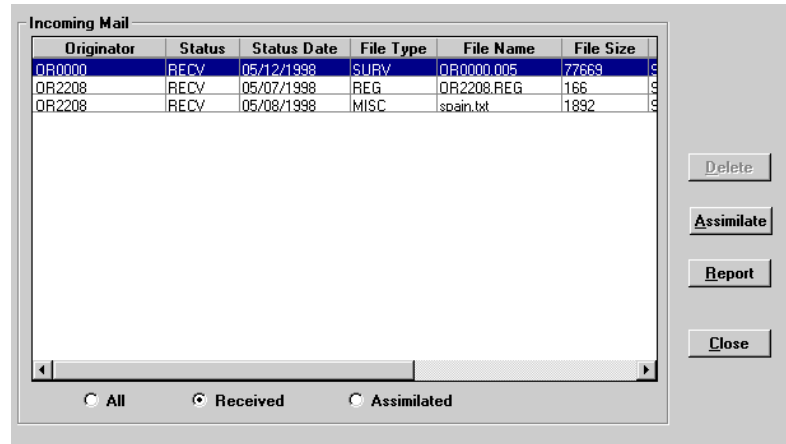 Incoming Mail
Originator Status Status Date File Type File Name File Size
OR0000 RECV 05/12/1998 SURV OR0000.005 77669
OR2208 RECV 05/07/1998 REG OR2208.REG 166
OR2208 RECV 05/08/1998 MISC spain.txt 1892
Delete
Assimilate
Report
Close
All Received Assimilated